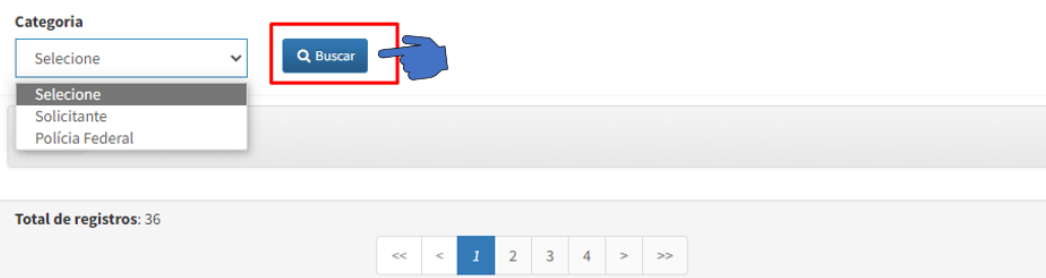 Categoria
Selecione
Buscar
Selecione
Solicitante
Polícia Federal
Total de registros: 36
<< < 1 2 3 4 > >>